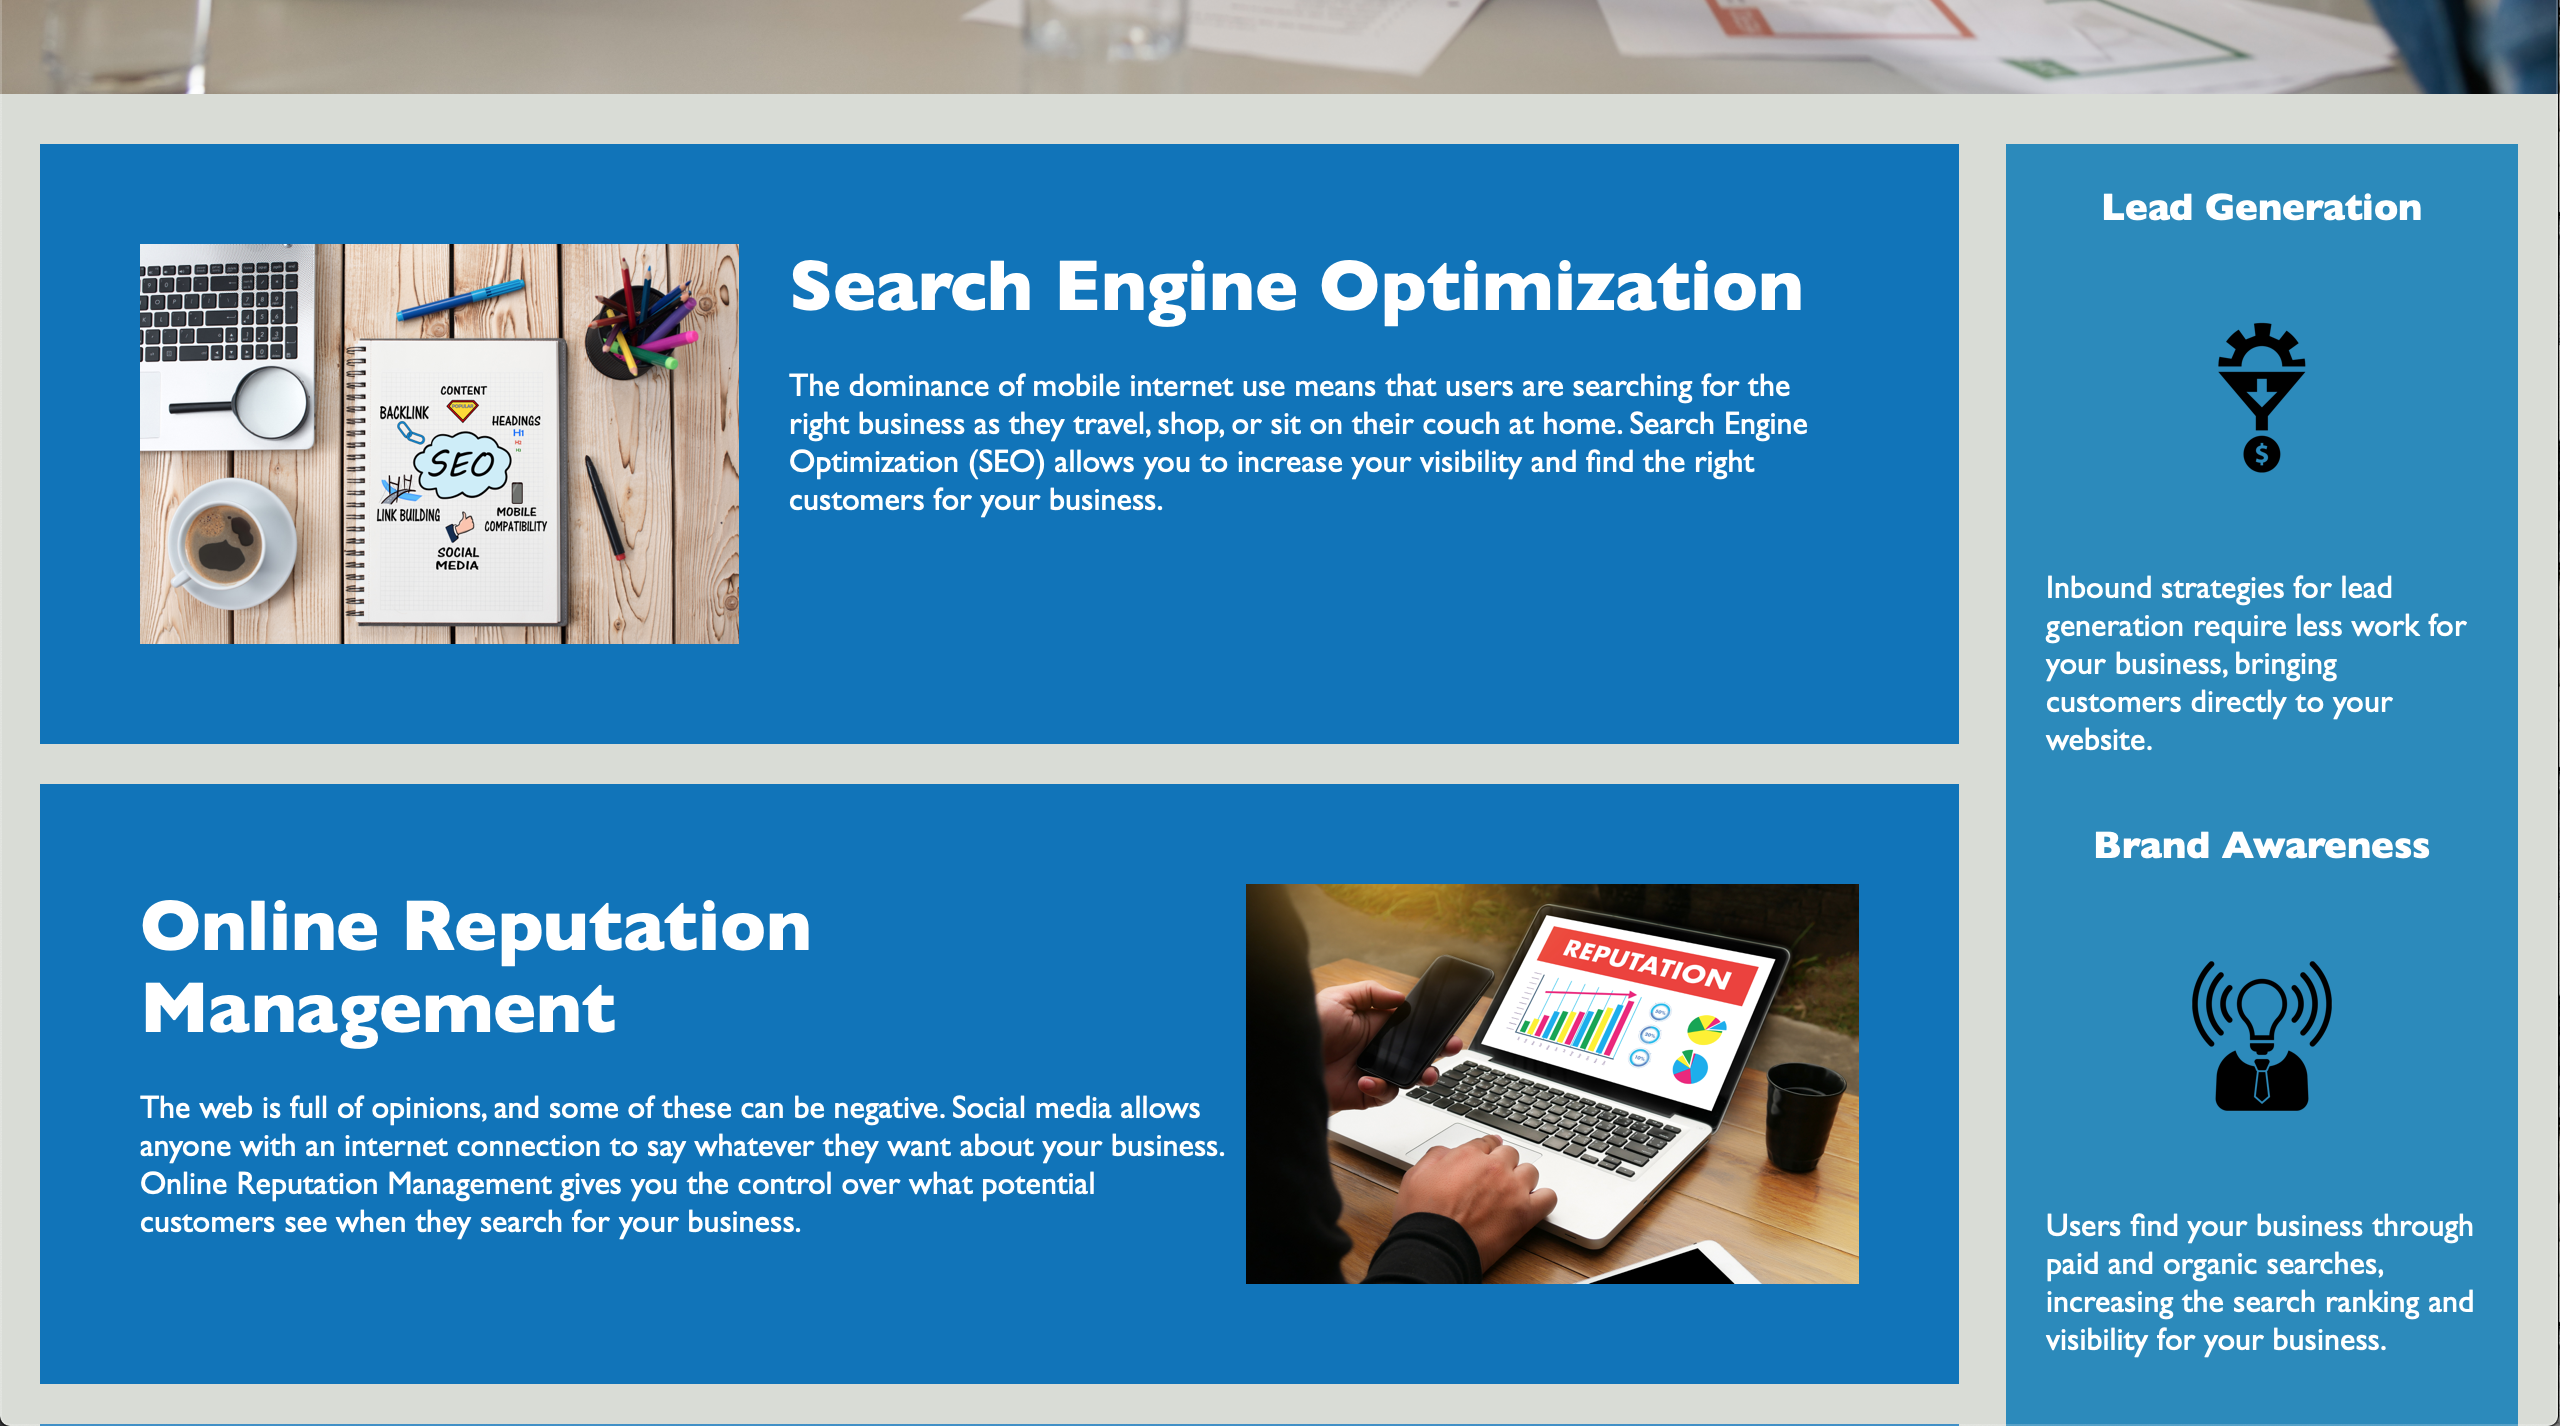 Search Engine Optimization
The dominance of mobile internet use means that users are searching for the
right business as they travel, shop, or sit on their couch at home. Search Engine
Optimization (SEO) allows you to increase your visibility and find the right
customers for your business.
CONTENT
BACKLINK
HEADINGS
H1
SEO
LINK BUILDING
MOBILE
COMPATIBILITY
SOCIAL
MEDIA
Online Reputation
Management
The web is full of opinions, and some of these can be negative. Social media allows
anyone with an internet connection to say whatever they want about your business.
Online Reputation Management gives you the control over what potential
customers see when they search for your business.
REPUTATION
Lead Generation
$
Inbound strategies for lead
generation require less work for
your business, bringing
customers directly to your
website.
Brand Awareness
Users find your business through
paid and organic searches,
increasing the search ranking and
visibility for your business.